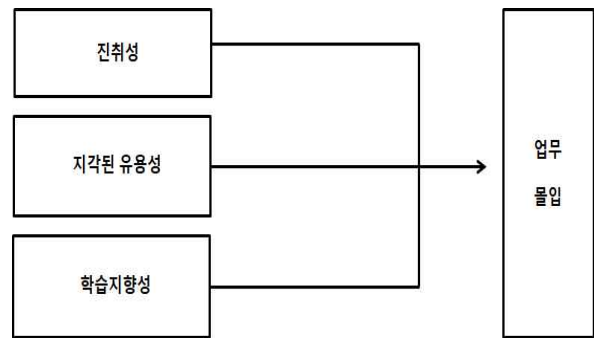 진취성
지각된 유용성
학습지향성
업무
몰입